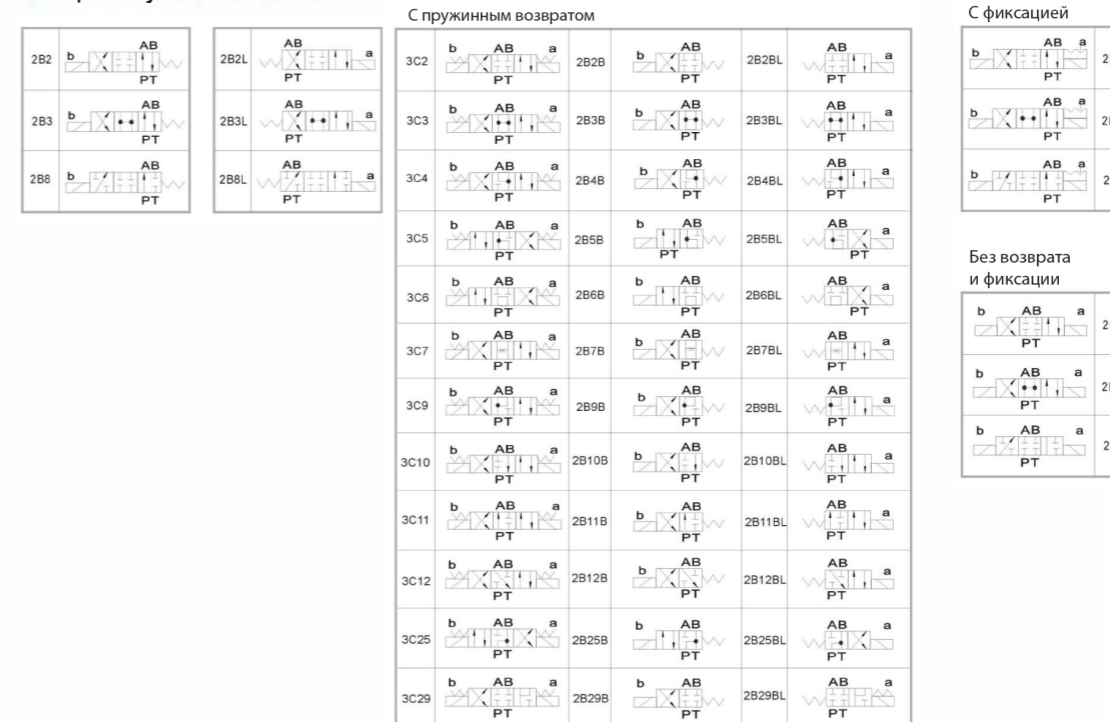 С пружинным возвратом
С фиксацией
b AB
2B2
PT
AB a
2B2L
PT
b AB
2B3
PT
AB a
2B3L
PT
b AB
2B8
PT
AB a
2B8L
PT
b AB a b AB AB a
3C2 2B2B 2B2BL
PT PT PT
b AB a b AB AB a
3C3 2B3B 2B3BL
PT PT PT
b AB a b AB AB a
3C4 2B4B 2B4BL
PT PT PT
b AB a b AB AB a
3C5 2B5B 2B5BL
PT PT PT
b AB a b AB AB a
3C6 2B6B 2B6BL
PT PT PT
b AB a b AB AB a
3C7 2B7B 2B7BL
PT PT PT
b AB a b AB AB a
3C9 2B9B 2B9BL
PT PT PT
b AB a b AB AB a
3C10 2B10B 2B10BL
PT PT PT
b AB a b AB AB a
3C11 2B11B 2B11BL
PT PT PT
b AB a b AB AB a
3C12 2B12B 2B12BL
PT PT PT
b AB a b AB AB a
3C25 2B25B 2B25BL
PT PT PT
b AB a b AB AB a
3C29 2B29B 2B29BL
PT PT PT
b AB a
PT
b AB a
PT
b AB a
PT
Без возврата
и фиксации
b AB a
PT
b AB a
PT
b AB a
PT